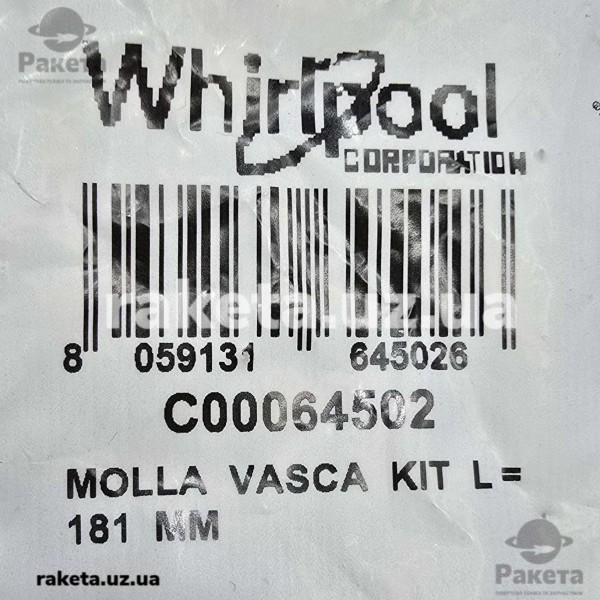 Ракета
Whirlpool
CORPORATION
raketa.uz.ua
8 059131 645026
C00064502
MOLLA VASCA KIT L=
181 MM
raketa.uz.ua
Ракета